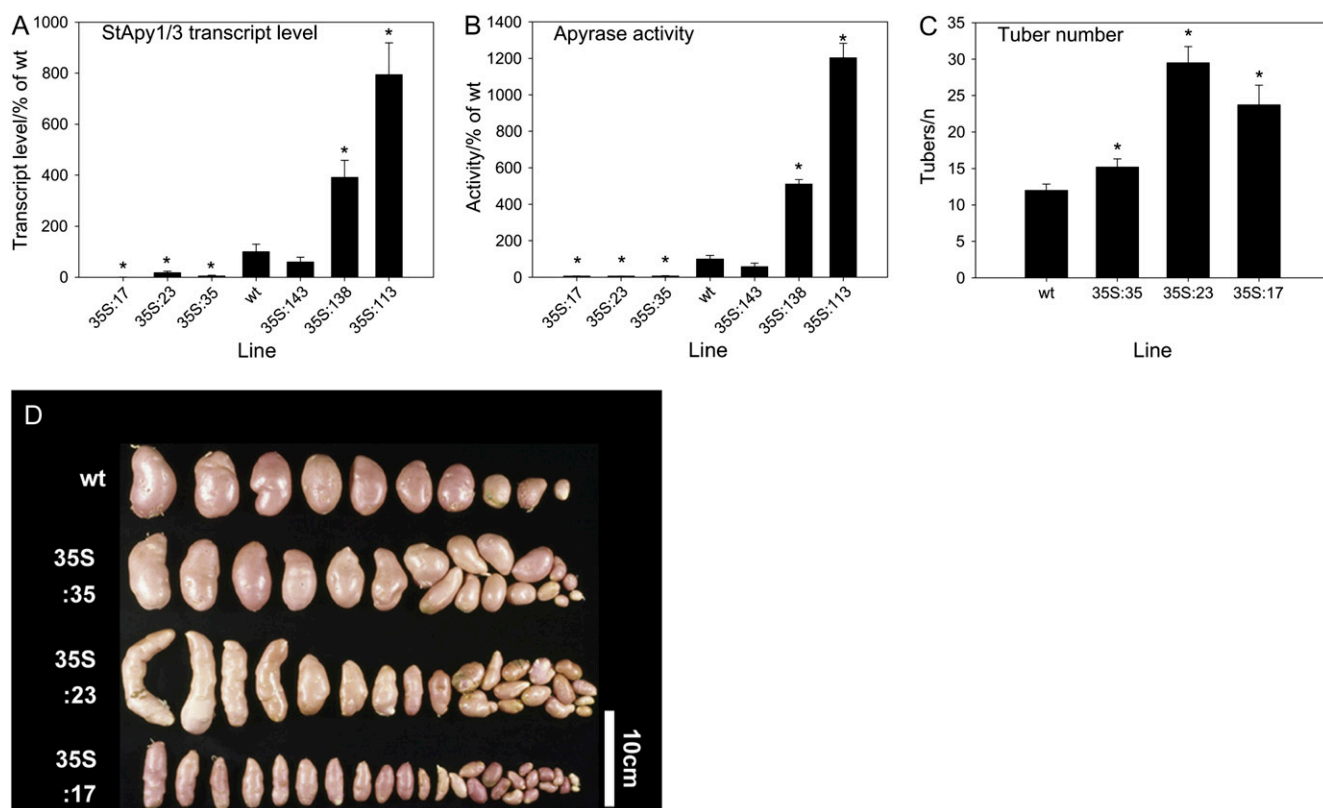 A
StApy1/3 transcript level
Transcript level/% of wt
1000
800
600
400
200
0
*
*
*
*
*
35S:17
35S:23
35S:35
wt
35S:143
35S:138
35S:113
Line
B
Apyrase activity
Activity/% of wt
1400
1200
1000
800
600
400
200
0
*
*
*
*
*
35S:17
35S:23
35S:35
wt
35S:143
35S:138
35S:113
Line
C
Tuber number
Tubers/n
35
30
25
20
15
10
5
0
*
*
*
wt
35S:35
35S:23
35S:17
Line
D
wt
35S
:35
35S
:23
35S
:17
10cm